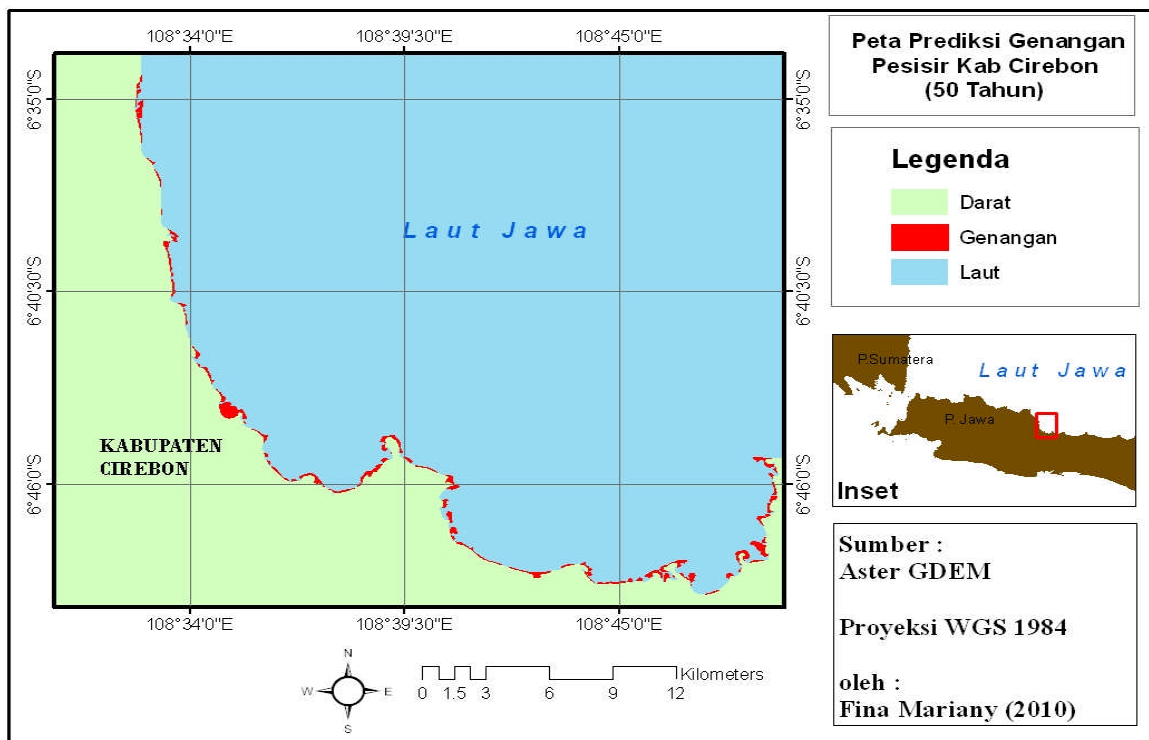 108°34'0"E
108°39'30"E
108°45'0"E
6°35'0"S
6°35'0"S
Laut Jawa
6°40'30"S
6°40'30"S
KABUPATEN
CIREBON
6°46'0"S
6°46'0"S
108°34'0"E
108°39'30"E
108°45'0"E
N
W
E
S
Kilometers
0 1.5 3 6 9 12
Peta Prediksi Genangan
Pesisir Kab Cirebon
(50 Tahun)
Legenda
Darat
Genangan
Laut
P.Sumatera
Laut Jawa
P. Jawa
Inset
Sumber :
Aster GDEM
Proyeksi WGS 1984
oleh :
Fina Mariany (2010)